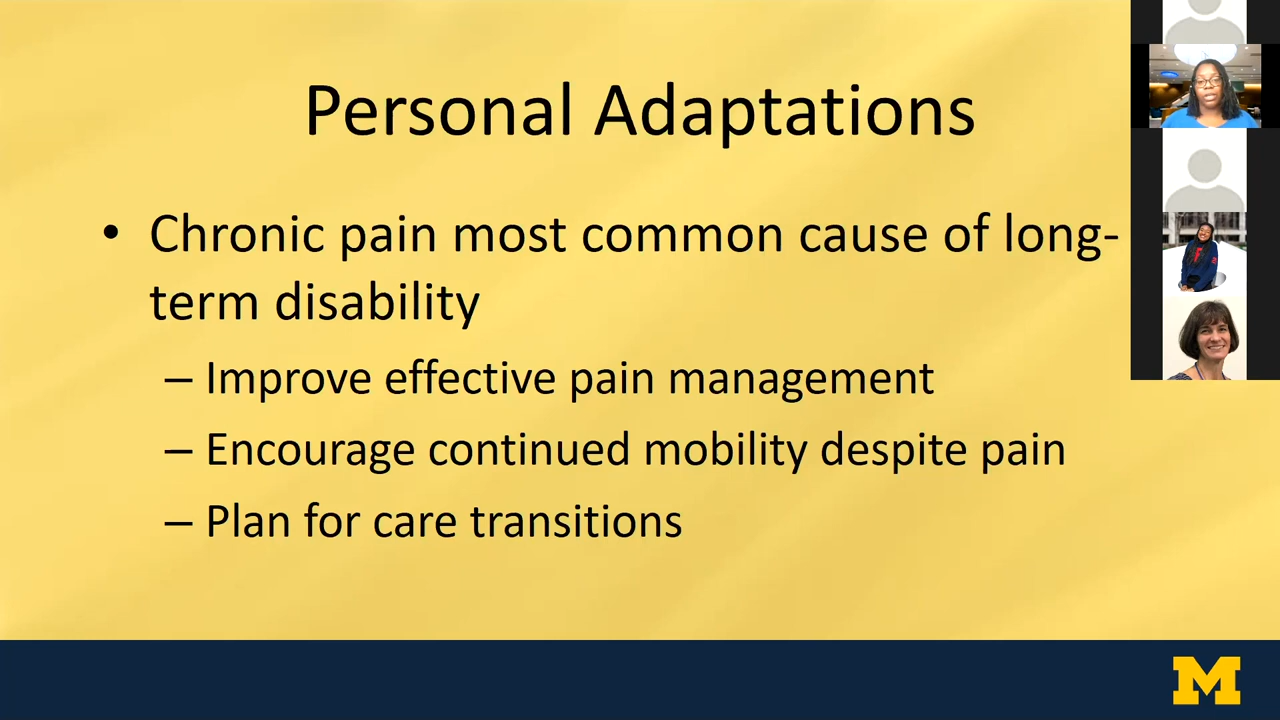 Personal Adaptations
• Chronic pain most common cause of long-
term disability
– Improve effective pain management
– Encourage continued mobility despite pain
– Plan for care transitions
M